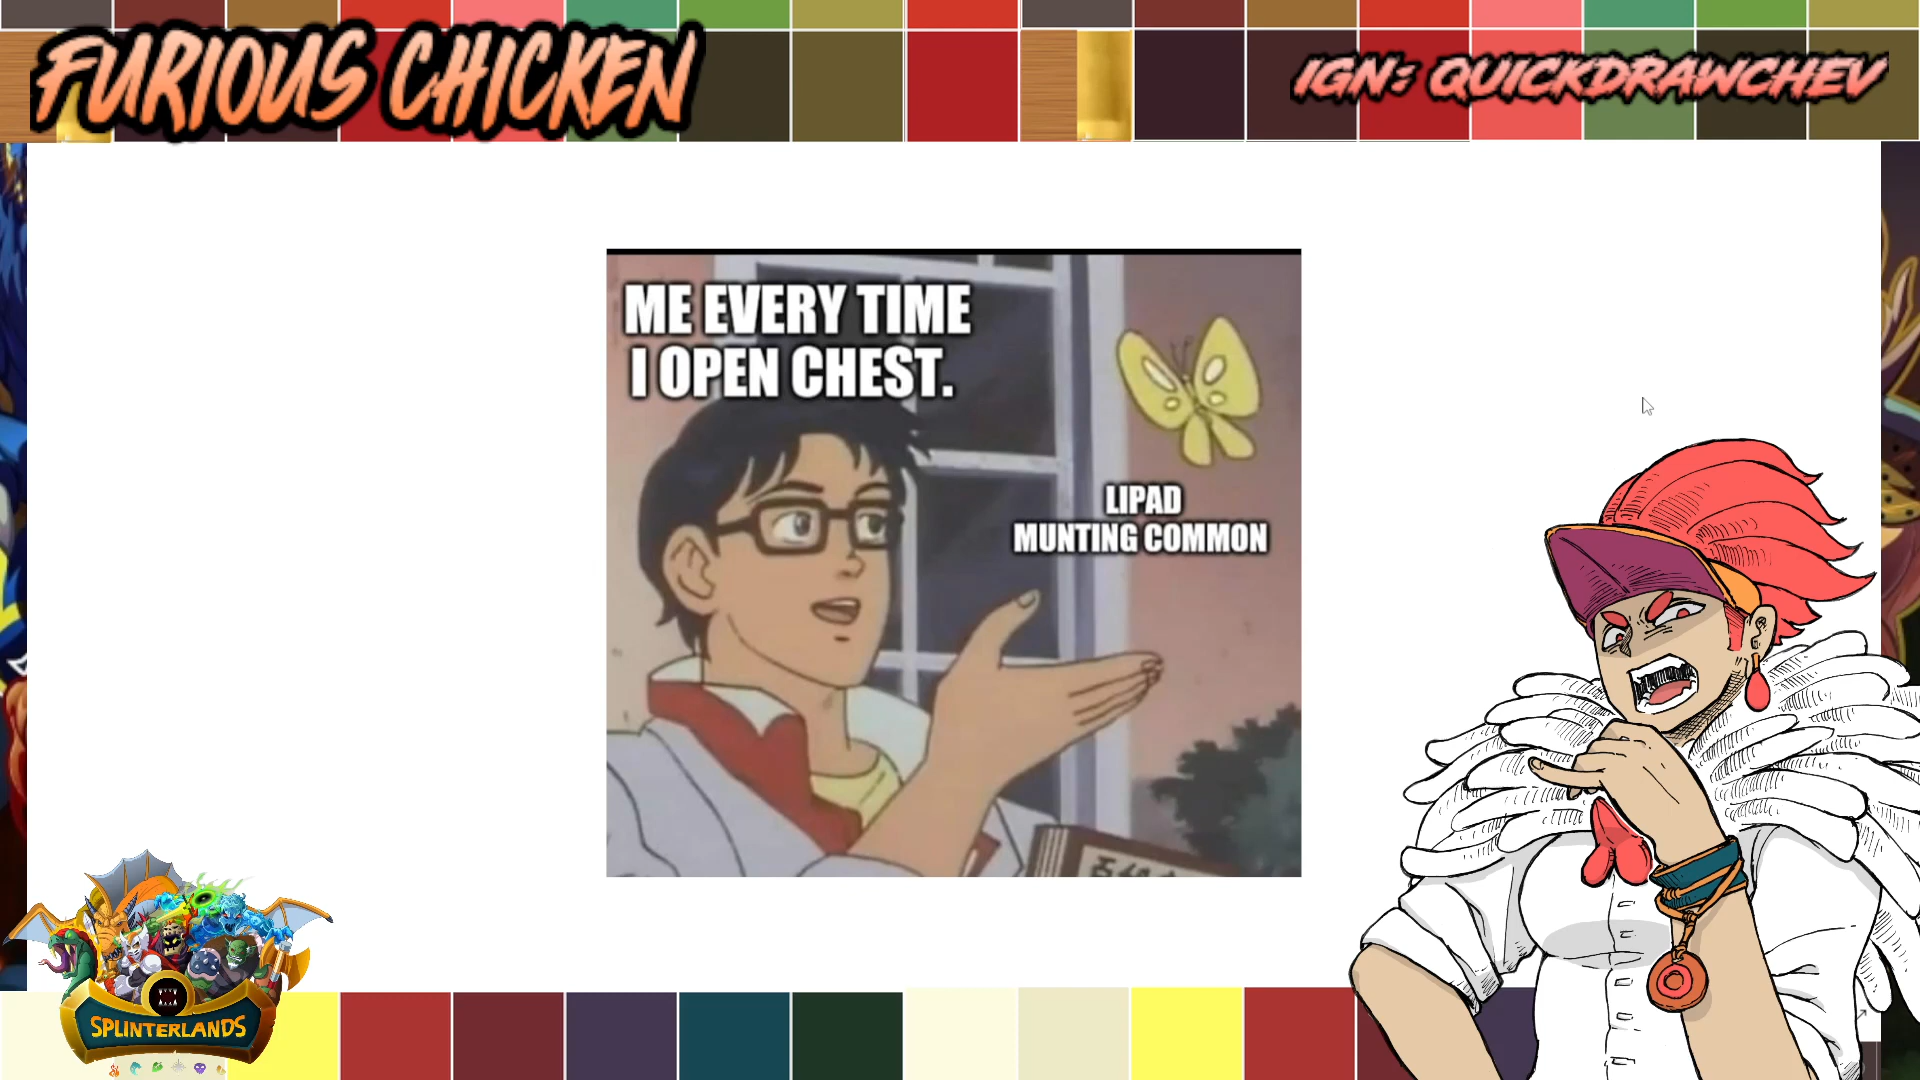 FURIOUS CHICKEN
IGN: QUICKDRAWCHEV
ME EVERY TIME
I OPEN CHEST.
LIPAD
MUNTING COMMON
SPLINTERLANDS